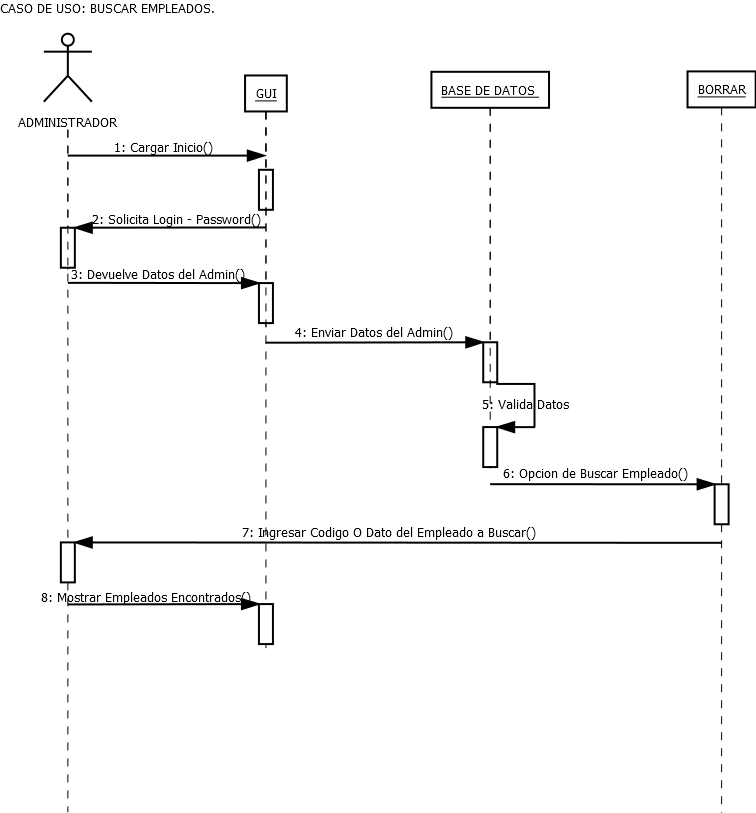 CASO DE USO: BUSCAR EMPLEADOS.
ADMINISTRADOR
GUI
BASE DE DATOS
BORRAR
1: Cargar Inicio()
2: Solicita Login - Password()
3: Devuelve Datos del Admin()
4: Enviar Datos del Admin()
5: Valida Datos
6: Opcion de Buscar Empleado()
7: Ingresar Codigo O Dato del Empleado a Buscar()
8: Mostrar Empleados Encontrados()